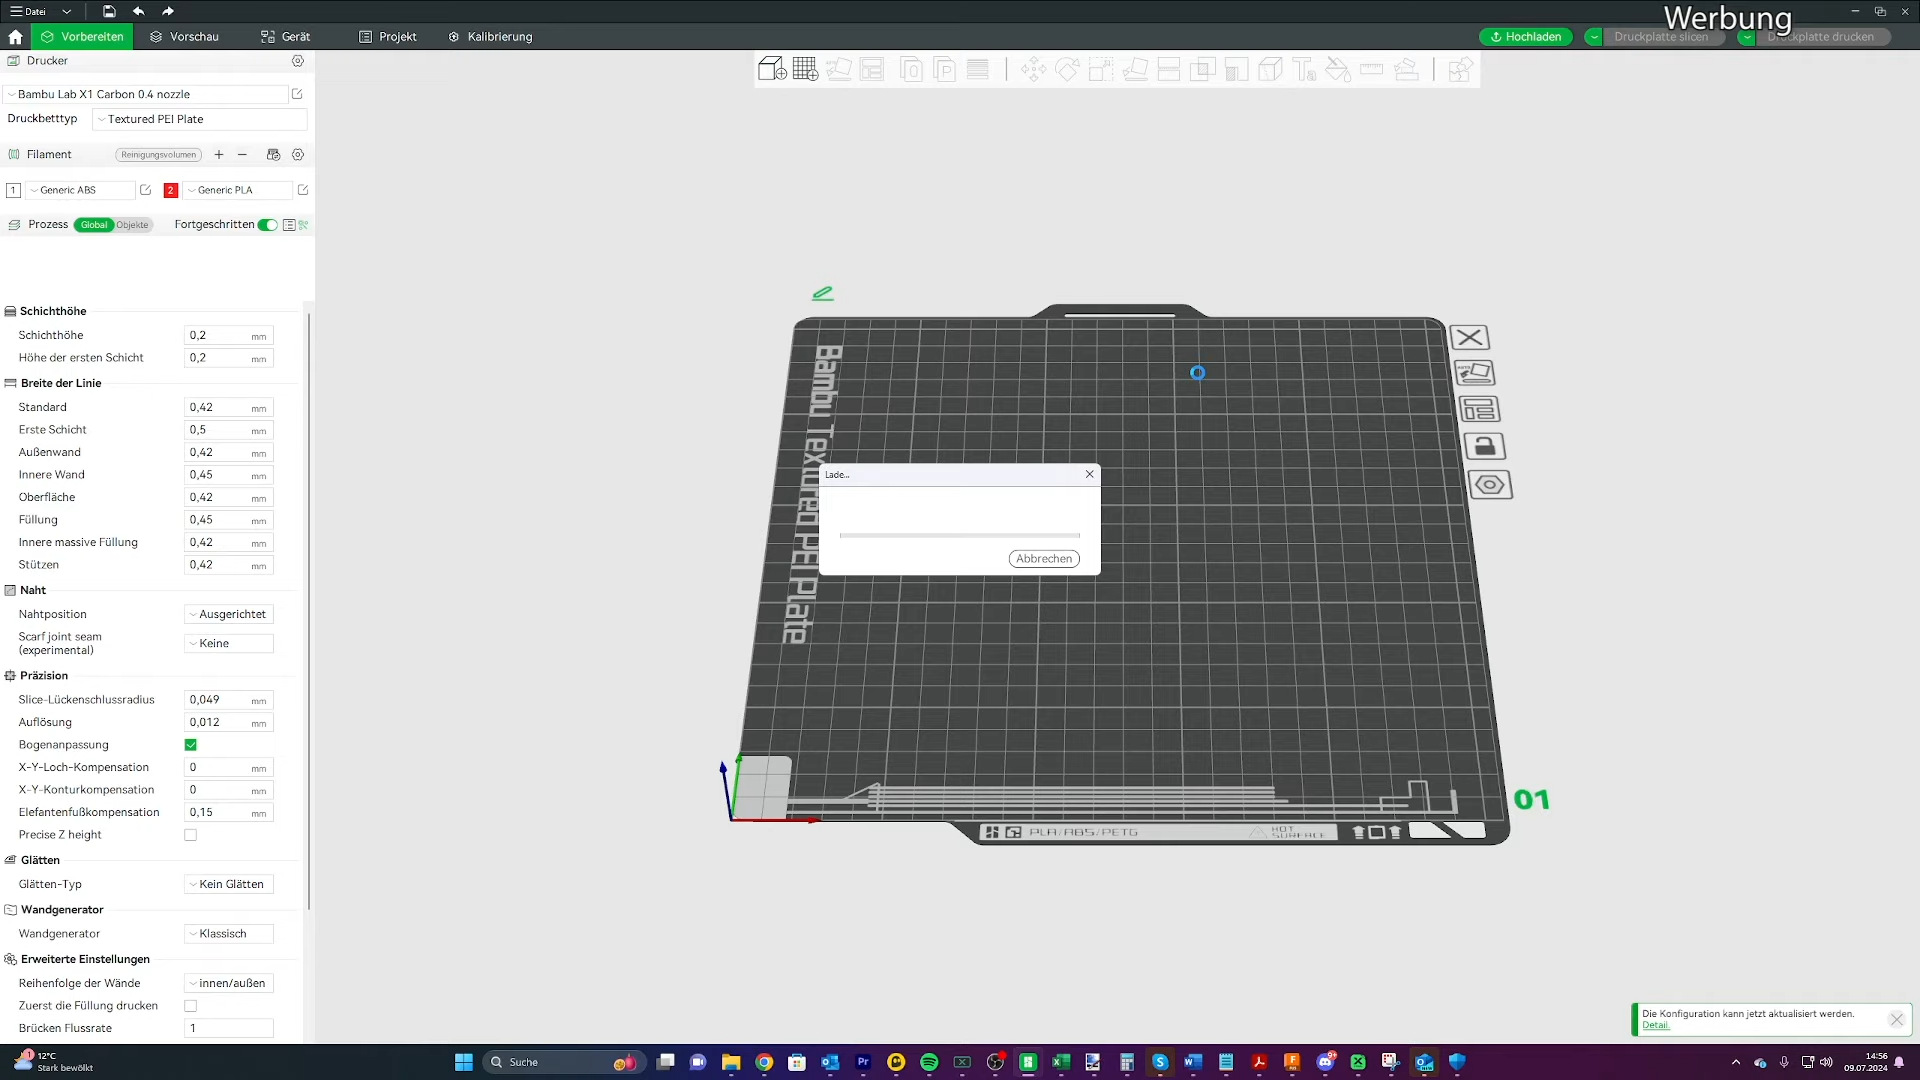 Datei
Werbung
Vorbereiten
Vorschau
Gerät
Projekt
Kalibrierung
Hochladen
Druckplatte slicen
Druckplatte drucken
Drucker
Bambu Lab X1 Carbon 0.4 nozzle
Druckbetttyp
Textured PEI Plate
Filament
Reinigungsvolumen
1
Generic ABS
2
Generic PLA
Prozess
Global
Objekte
Fortgeschritten
Schichthöhe
Schichthöhe 0,2 mm
Höhe der ersten Schicht 0,2 mm
Breite der Linie
Standard 0,42 mm
Erste Schicht 0,5 mm
Außenwand 0,42 mm
Innere Wand 0,45 mm
Oberfläche 0,42 mm
Füllung 0,45 mm
Innere massive Füllung 0,42 mm
Stützen 0,42 mm
Naht
Nahtposition Ausgerichtet
Scarf joint seam
(experimental)
Keine
Präzision
Slice-Lückenschlussradius 0,049 mm
Auflösung 0,012 mm
Bogenanpassung
X-Y-Loch-Kompensation 0 mm
X-Y-Konturkompensation 0 mm
Elefantenfußkompensation 0,15 mm
Precise Z height
Glätten
Glätten-Typ Kein Glätten
Wandgenerator
Wandgenerator Klassisch
Erweiterte Einstellungen
Reihenfolge der Wände innen/außen
Zuerst die Füllung drucken
Brücken Flussrate 1
Bambu Textured PEI Plate
Lade...
Abbrechen
AUTO
01
PLA/ABS/PETG
HOT
SURFACE
Die Konfiguration kann jetzt aktualisiert werden.
Detail.
12°C
Stark bewölkt
Suche
14:56
09.07.2024